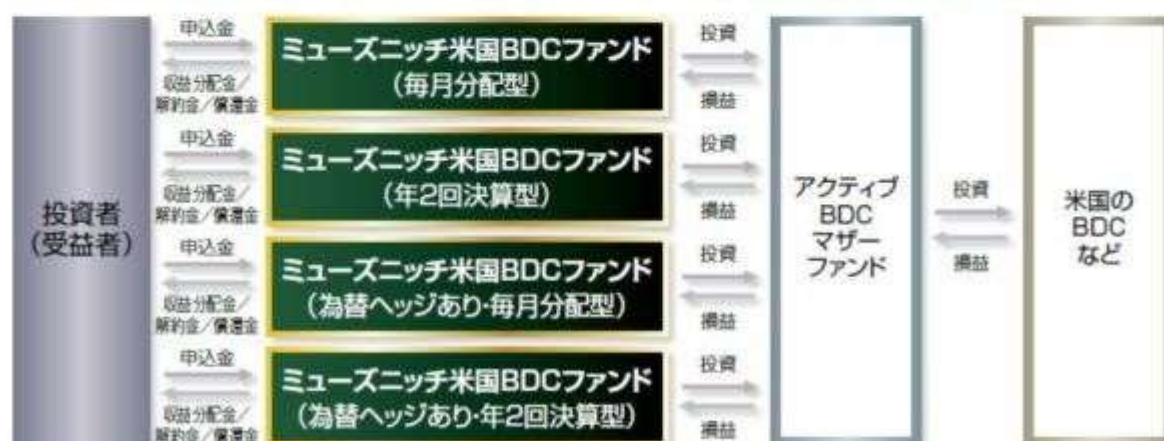 投資者
（受益者）
申込金
収益分配金／
解約金／償還金
ミューズニッチ米国BDCファンド
（毎月分配型）
投資
損益
申込金
収益分配金／
解約金／償還金
ミューズニッチ米国BDCファンド
（年2回決算型）
投資
損益
申込金
収益分配金／
解約金／償還金
ミューズニッチ米国BDCファンド
（為替ヘッジあり・毎月分配型）
投資
損益
申込金
収益分配金／
解約金／償還金
ミューズニッチ米国BDCファンド
（為替ヘッジあり・年2回決算型）
投資
損益
アクティブ
BDC
マザー
ファンド
投資
損益
米国の
BDC
など